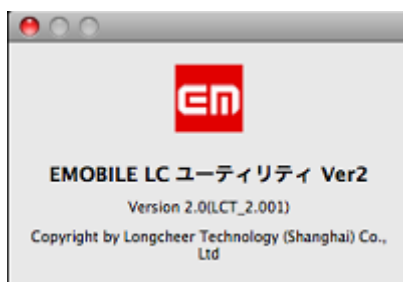 EM
EMOBILE LC ユーティリティ Ver2
Version 2.0(LCT_2.001)
Copyright by Longcheer Technology (Shanghai) Co.,
Ltd